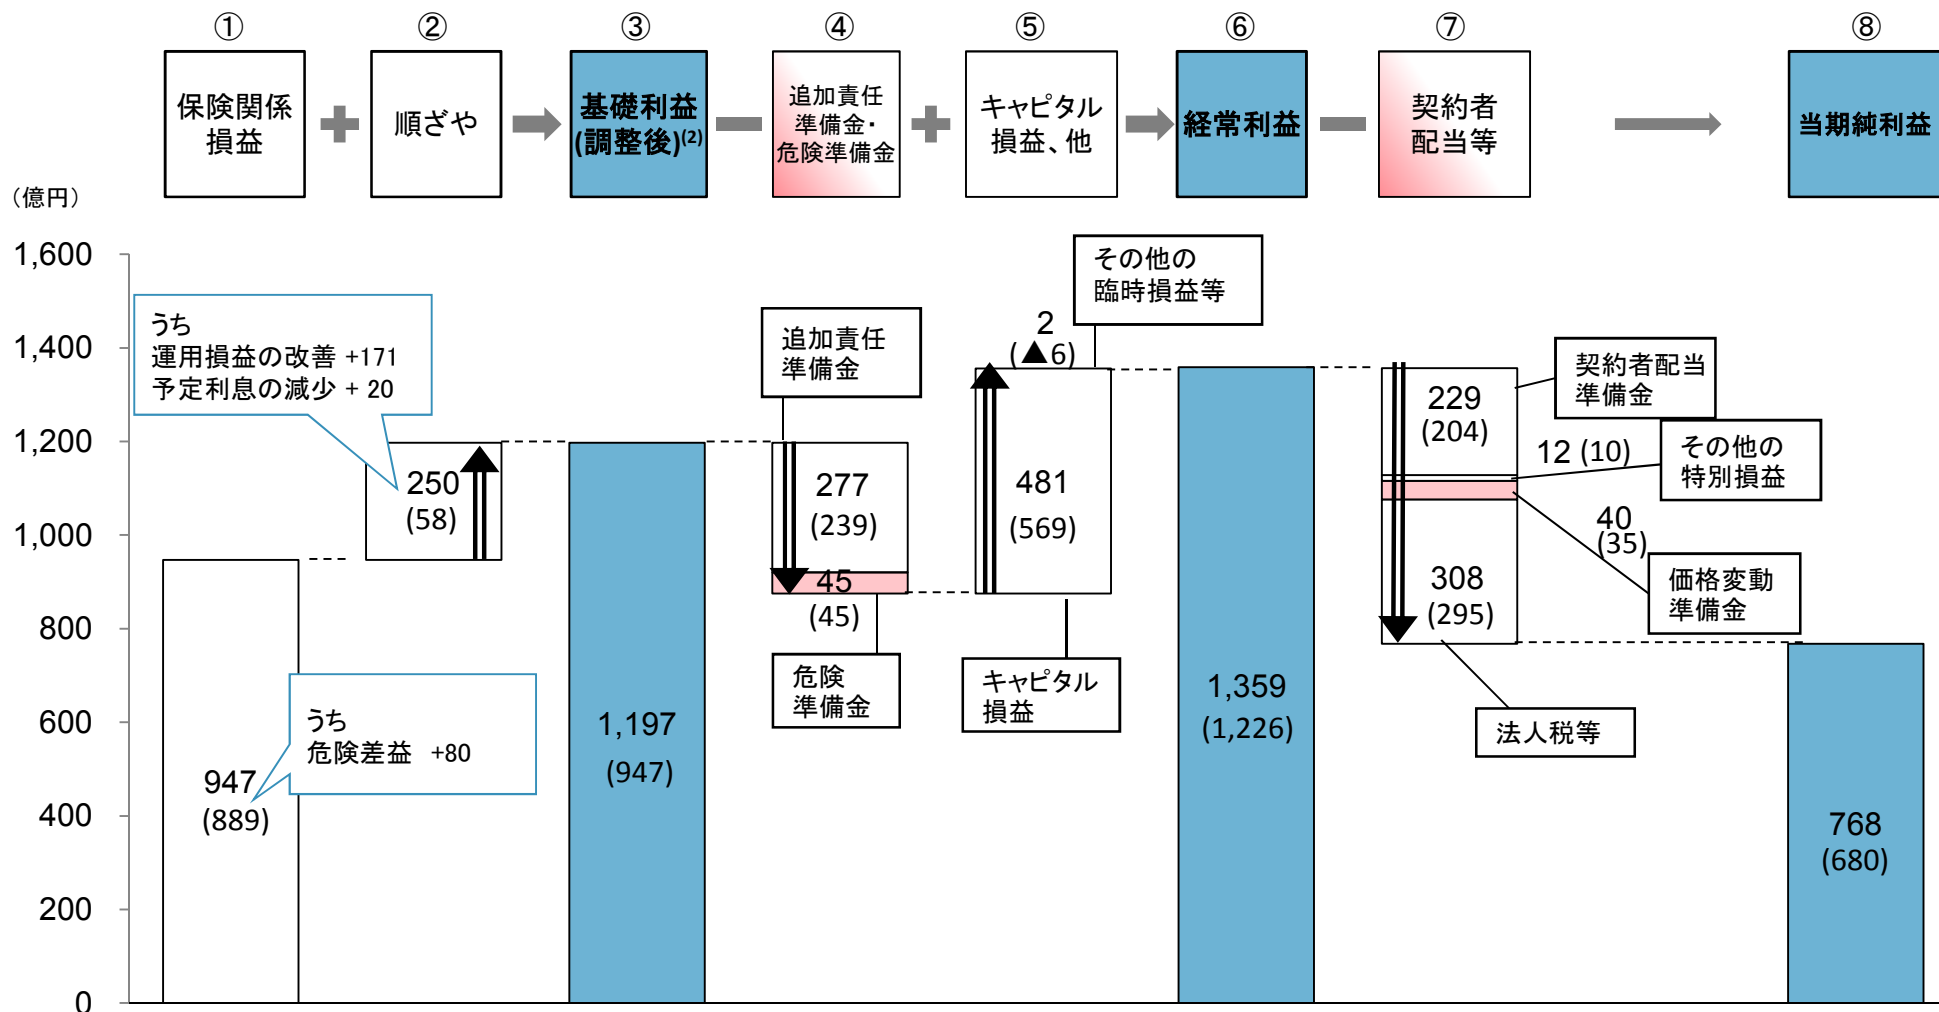 ①
②
③
④
⑤
⑥
⑦
⑧
保険関係
損益
順ざや
基礎利益
(調整後)(2)
追加責任
準備金・
危険準備金
キャピタル
損益、他
経常利益
契約者
配当等
当期純利益
（億円）
1,600
1,400
1,200
1,000
800
600
400
200
0
うち
運用損益の改善 +171
予定利息の減少 + 20
うち
危険差益 +80
947
(889)
250
(58)
1,197
(947)
追加責任
準備金
277
(239)
45
(45)
危険
準備金
その他の
臨時損益等
2
(▲6)
481
(569)
キャピタル
損益
1,359
(1,226)
229
(204)
契約者配当
準備金
12 (10)
その他の
特別損益
40
(35)
価格変動
準備金
308
(295)
法人税等
768
(680)